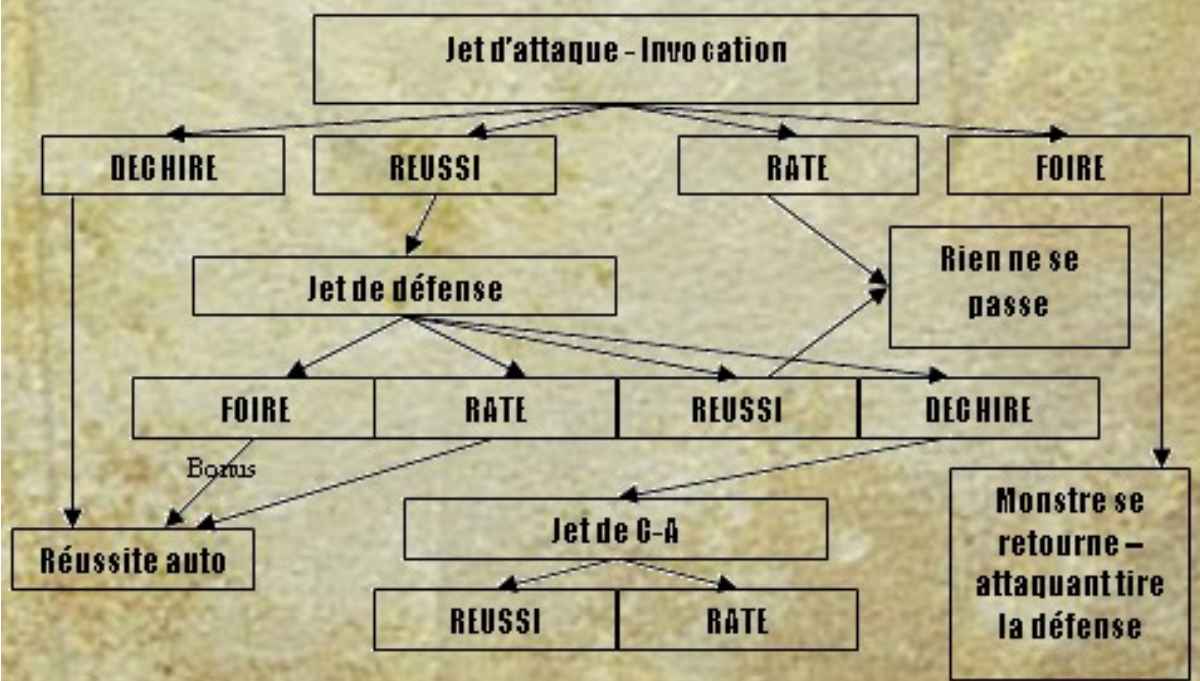 Jet d'attaque - Invocation
DECHIRE
REUSSI
RATE
FOIRE
Rien ne se
passe
Jet de défense
FOIRE
RATE
REUSSI
DECHIRE
Bonus
Monstre se
retourne –
attaquant tire
la défense
Jet de C-A
Réussite auto
REUSSI
RATE